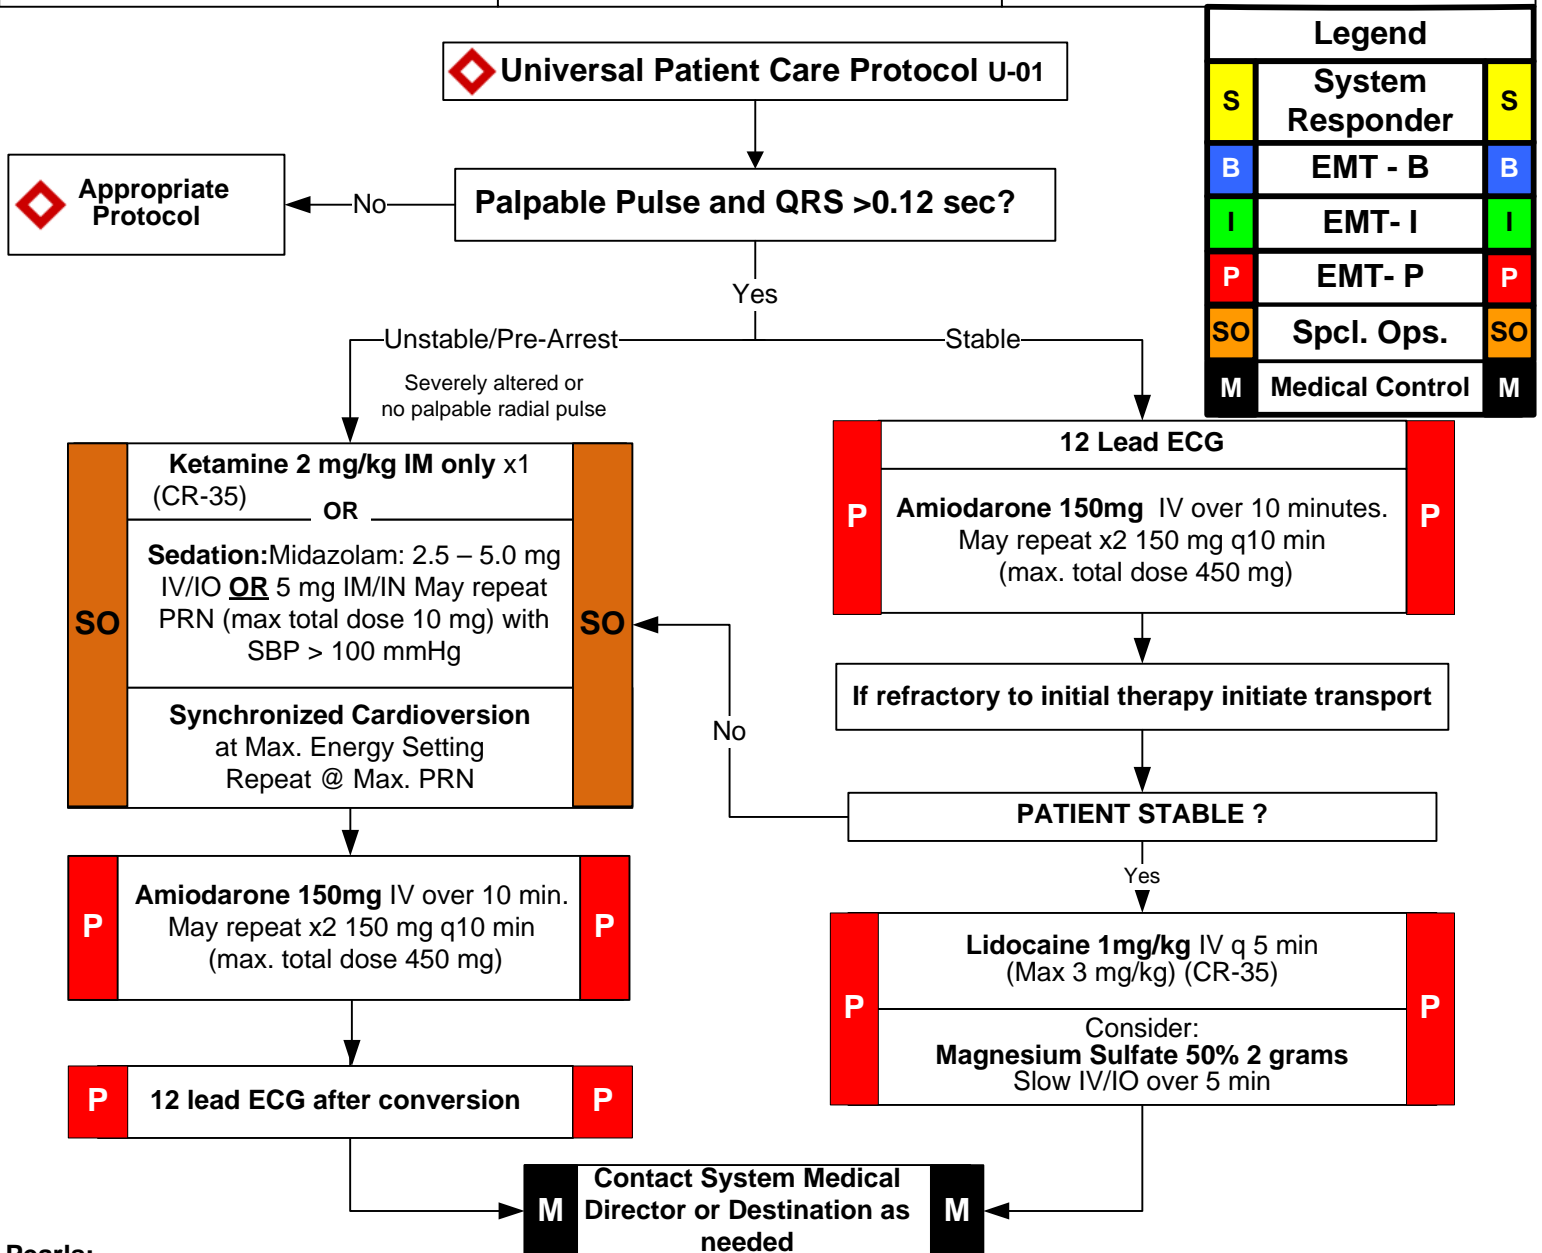 Universal Patient Care Protocol U-01
Legend
S System S
Responder
B EMT - B B
I EMT- I I
P EMT- P P
SO Spcl. Ops. SO
M Medical Control M
Palpable Pulse and QRS >0.12 sec?
No
Appropriate
Protocol
Yes
Unstable/Pre-Arrest
Stable
Severely altered or
no palpable radial pulse
SO
Ketamine 2 mg/kg IM only x1
(CR-35)
OR
Sedation:Midazolam: 2.5 – 5.0 mg
IV/IO OR 5 mg IM/IN May repeat
PRN (max total dose 10 mg) with
SBP > 100 mmHg
Synchronized Cardioversion
at Max. Energy Setting
Repeat @ Max. PRN
SO
P
Amiodarone 150mg IV over 10 min.
May repeat x2 150 mg q10 min
(max. total dose 450 mg)
P
P 12 lead ECG after conversion P
P
12 Lead ECG
Amiodarone 150mg IV over 10 minutes.
May repeat x2 150 mg q10 min
(max. total dose 450 mg)
P
If refractory to initial therapy initiate transport
PATIENT STABLE ?
No
Yes
P
Lidocaine 1mg/kg IV q 5 min
(Max 3 mg/kg) (CR-35)
Consider:
Magnesium Sulfate 50% 2 grams
Slow IV/IO over 5 min
P
M
Contact System Medical
Director or Destination as
needed
M
Pearls: